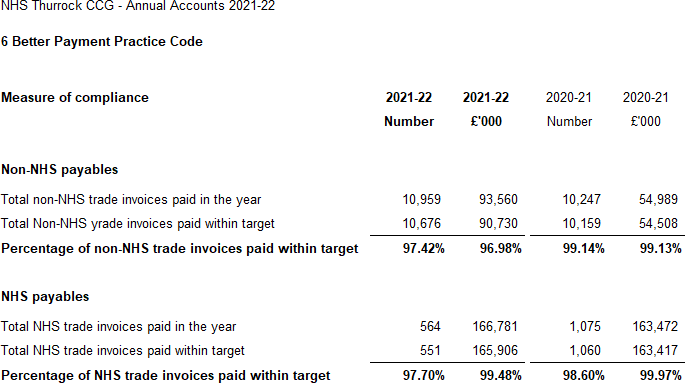 NHS Thurrock CCG - Annual Accounts 2021-22
6 Better Payment Practice Code
Measure of compliance 2021-22 2021-22 2020-21 2020-21
Number £'000 Number £'000
Non-NHS payables
Total non-NHS trade invoices paid in the year 10,959 93,560 10,247 54,989
Total Non-NHS yrade invoices paid within target 10,676 90,730 10,159 54,508
Percentage of non-NHS trade invoices paid within target 97.42% 96.98% 99.14% 99.13%
NHS payables
Total NHS trade invoices paid in the year 564 166,781 1,075 163,472
Total NHS trade invoices paid within target 551 165,906 1,060 163,417
Percentage of NHS trade invoices paid within target 97.70% 99.48% 98.60% 99.97%